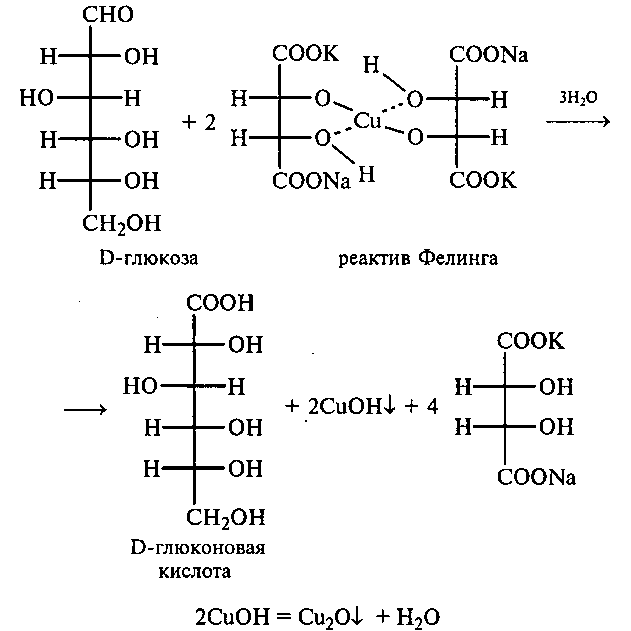 CHO
H OH
HO H
H OH
H OH
CH₂OH
D-глюкоза
+ 2
COOK
H O
H O
H
COONa
Cu
H
COONa
O H
O H
COOK
реактив Фелинга
3H₂O
→
→
COOH
H OH
HO H
H OH
H OH
CH₂OH
D-глюконовая
кислота
+ 2CuOH↓ + 4
COOK
H OH
H OH
COONa
2CuOH = Cu₂O↓ + H₂O